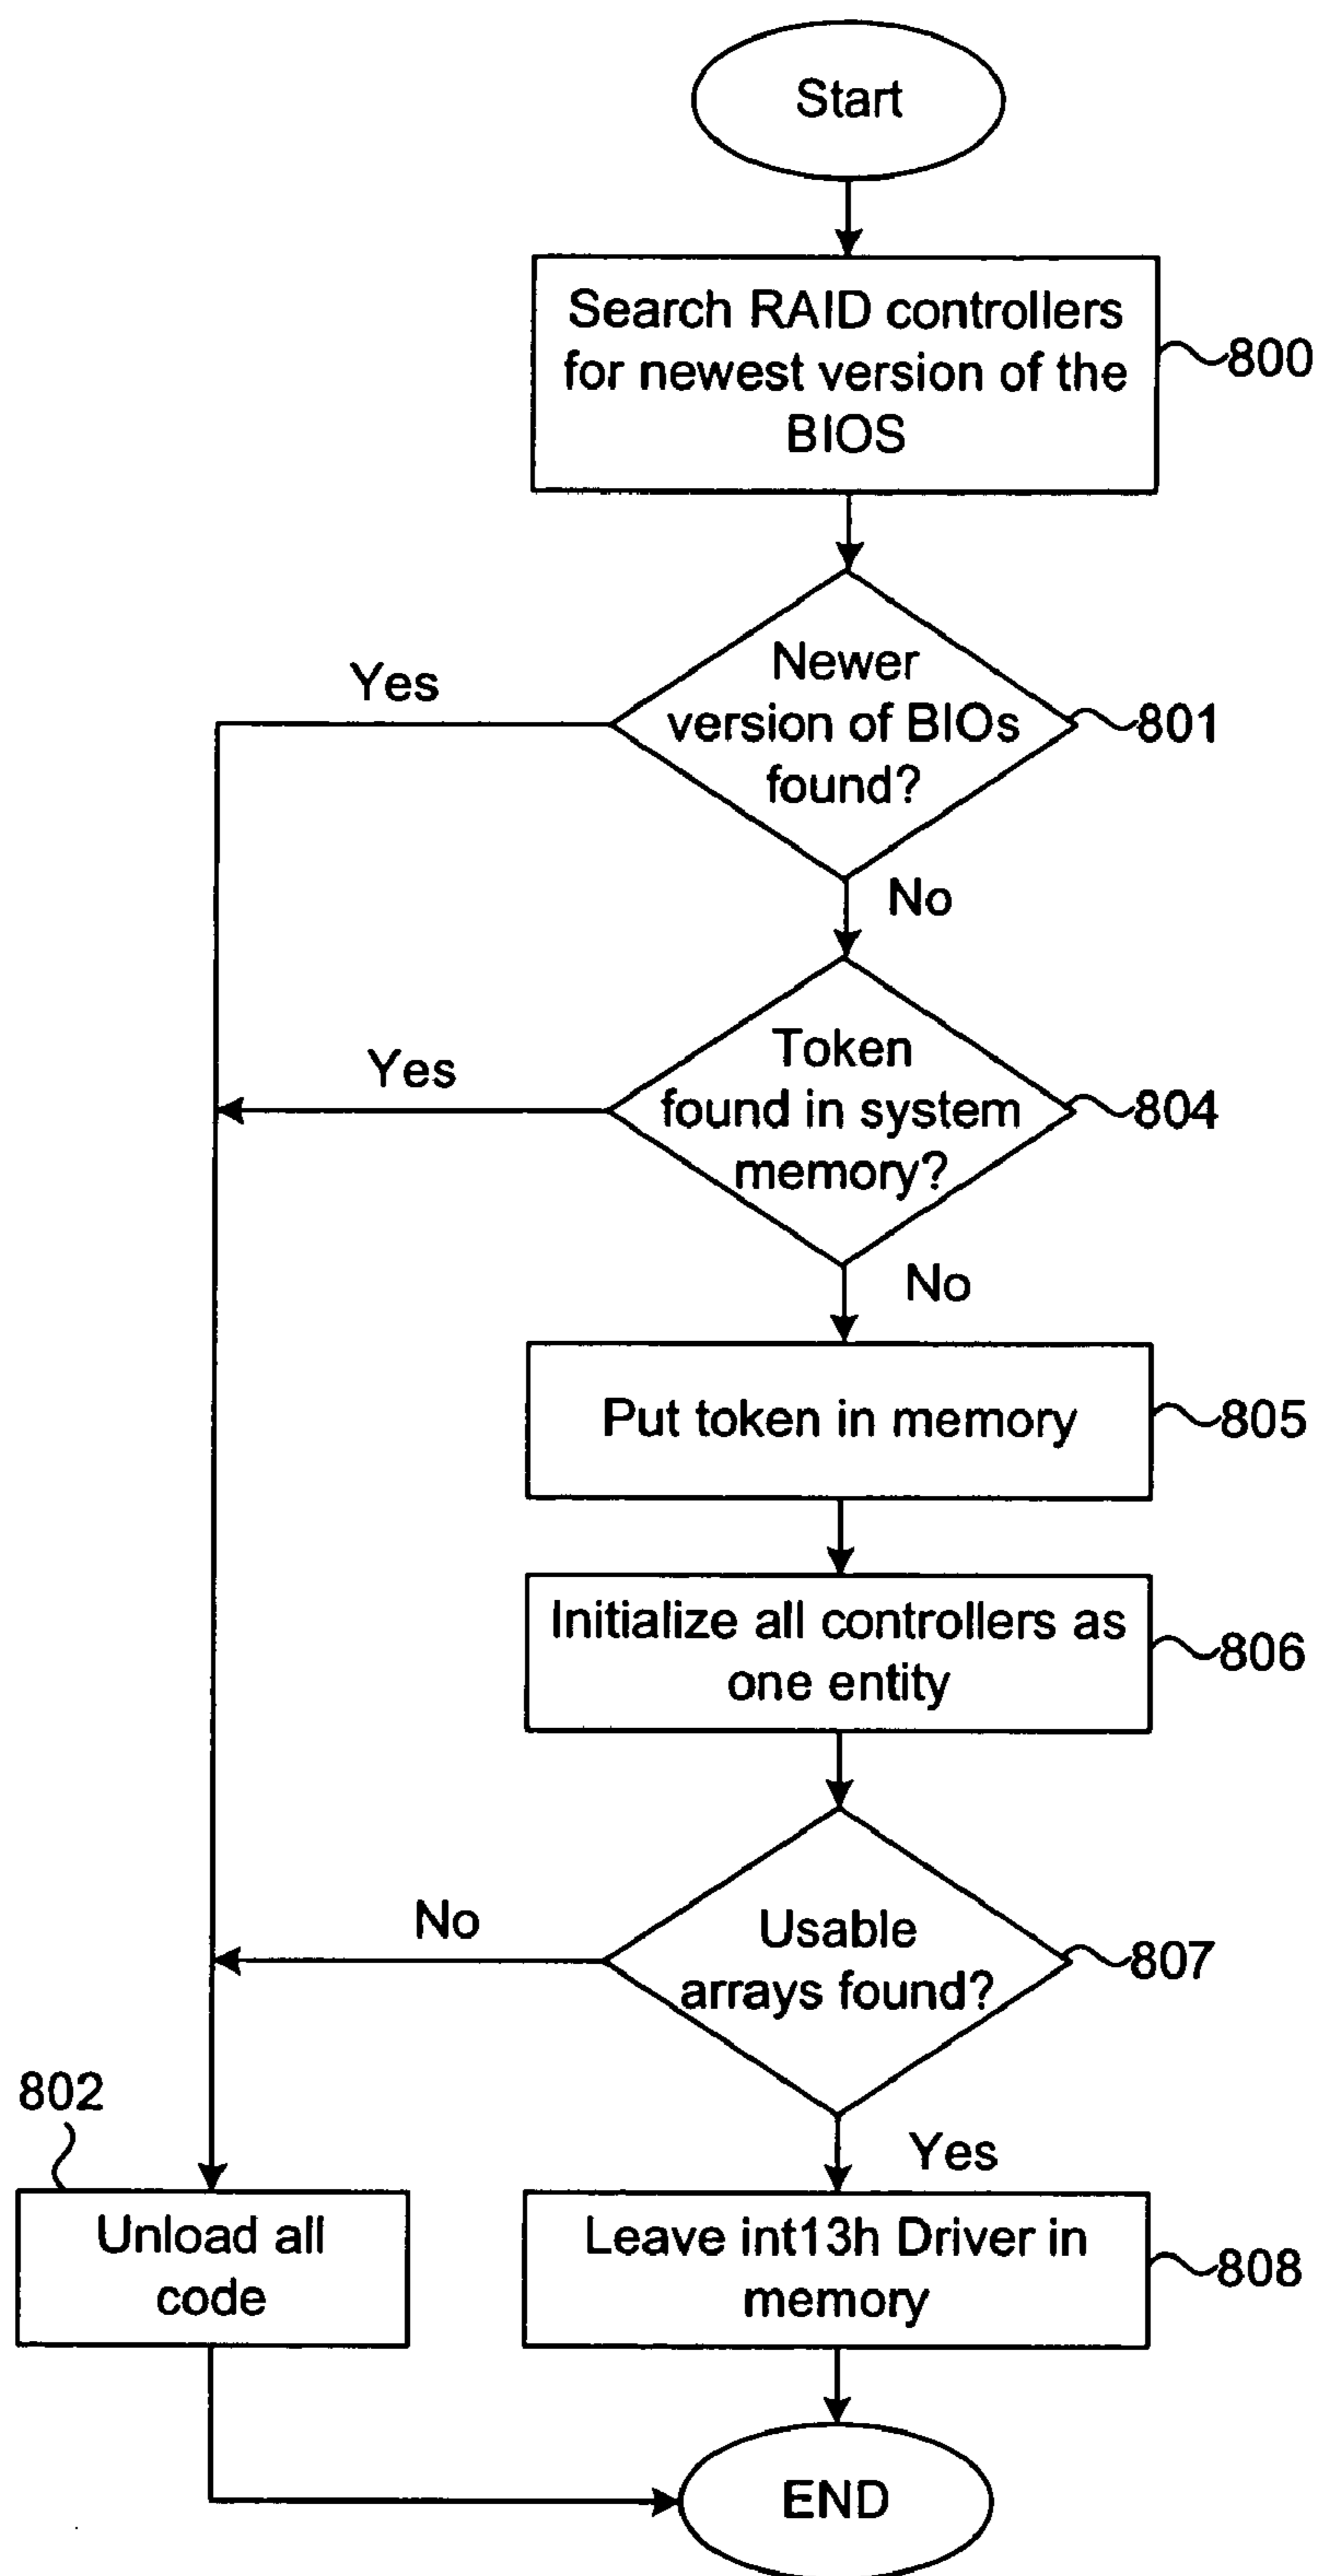 Start
Search RAID controllers
for newest version of the
BIOS
800
Yes
Newer
version of BIOs
found?
801
No
Yes
Token
found in system
memory?
804
No
Put token in memory
805
Initialize all controllers as
one entity
806
No
Usable
arrays found?
807
802
Yes
Unload all
code
Leave int13h Driver in
memory
808
END